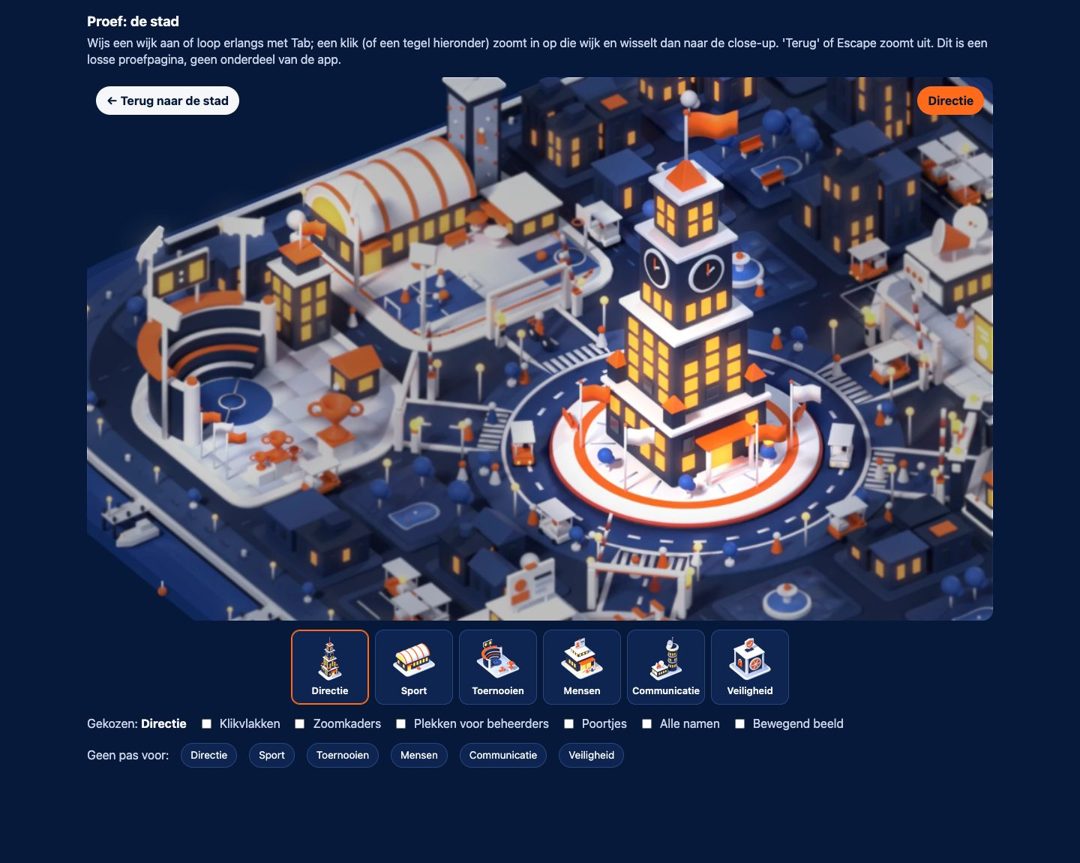 Proef: de stad
Wijs een wijk aan of loop erlangs met Tab; een klik (of een tegel hieronder) zoomt in op die wijk en wisselt dan naar de close-up. 'Terug' of Escape zoomt uit. Dit is een
losse proefpagina, geen onderdeel van de app.
← Terug naar de stad
Directie
Directie
Sport
Toernooien
Mensen
Communicatie
Veiligheid
Gekozen: Directie Klikvlakken Zoomkaders Plekken voor beheerders Poortjes Alle namen Bewegend beeld
Geen pas voor: Directie Sport Toernooien Mensen Communicatie Veiligheid